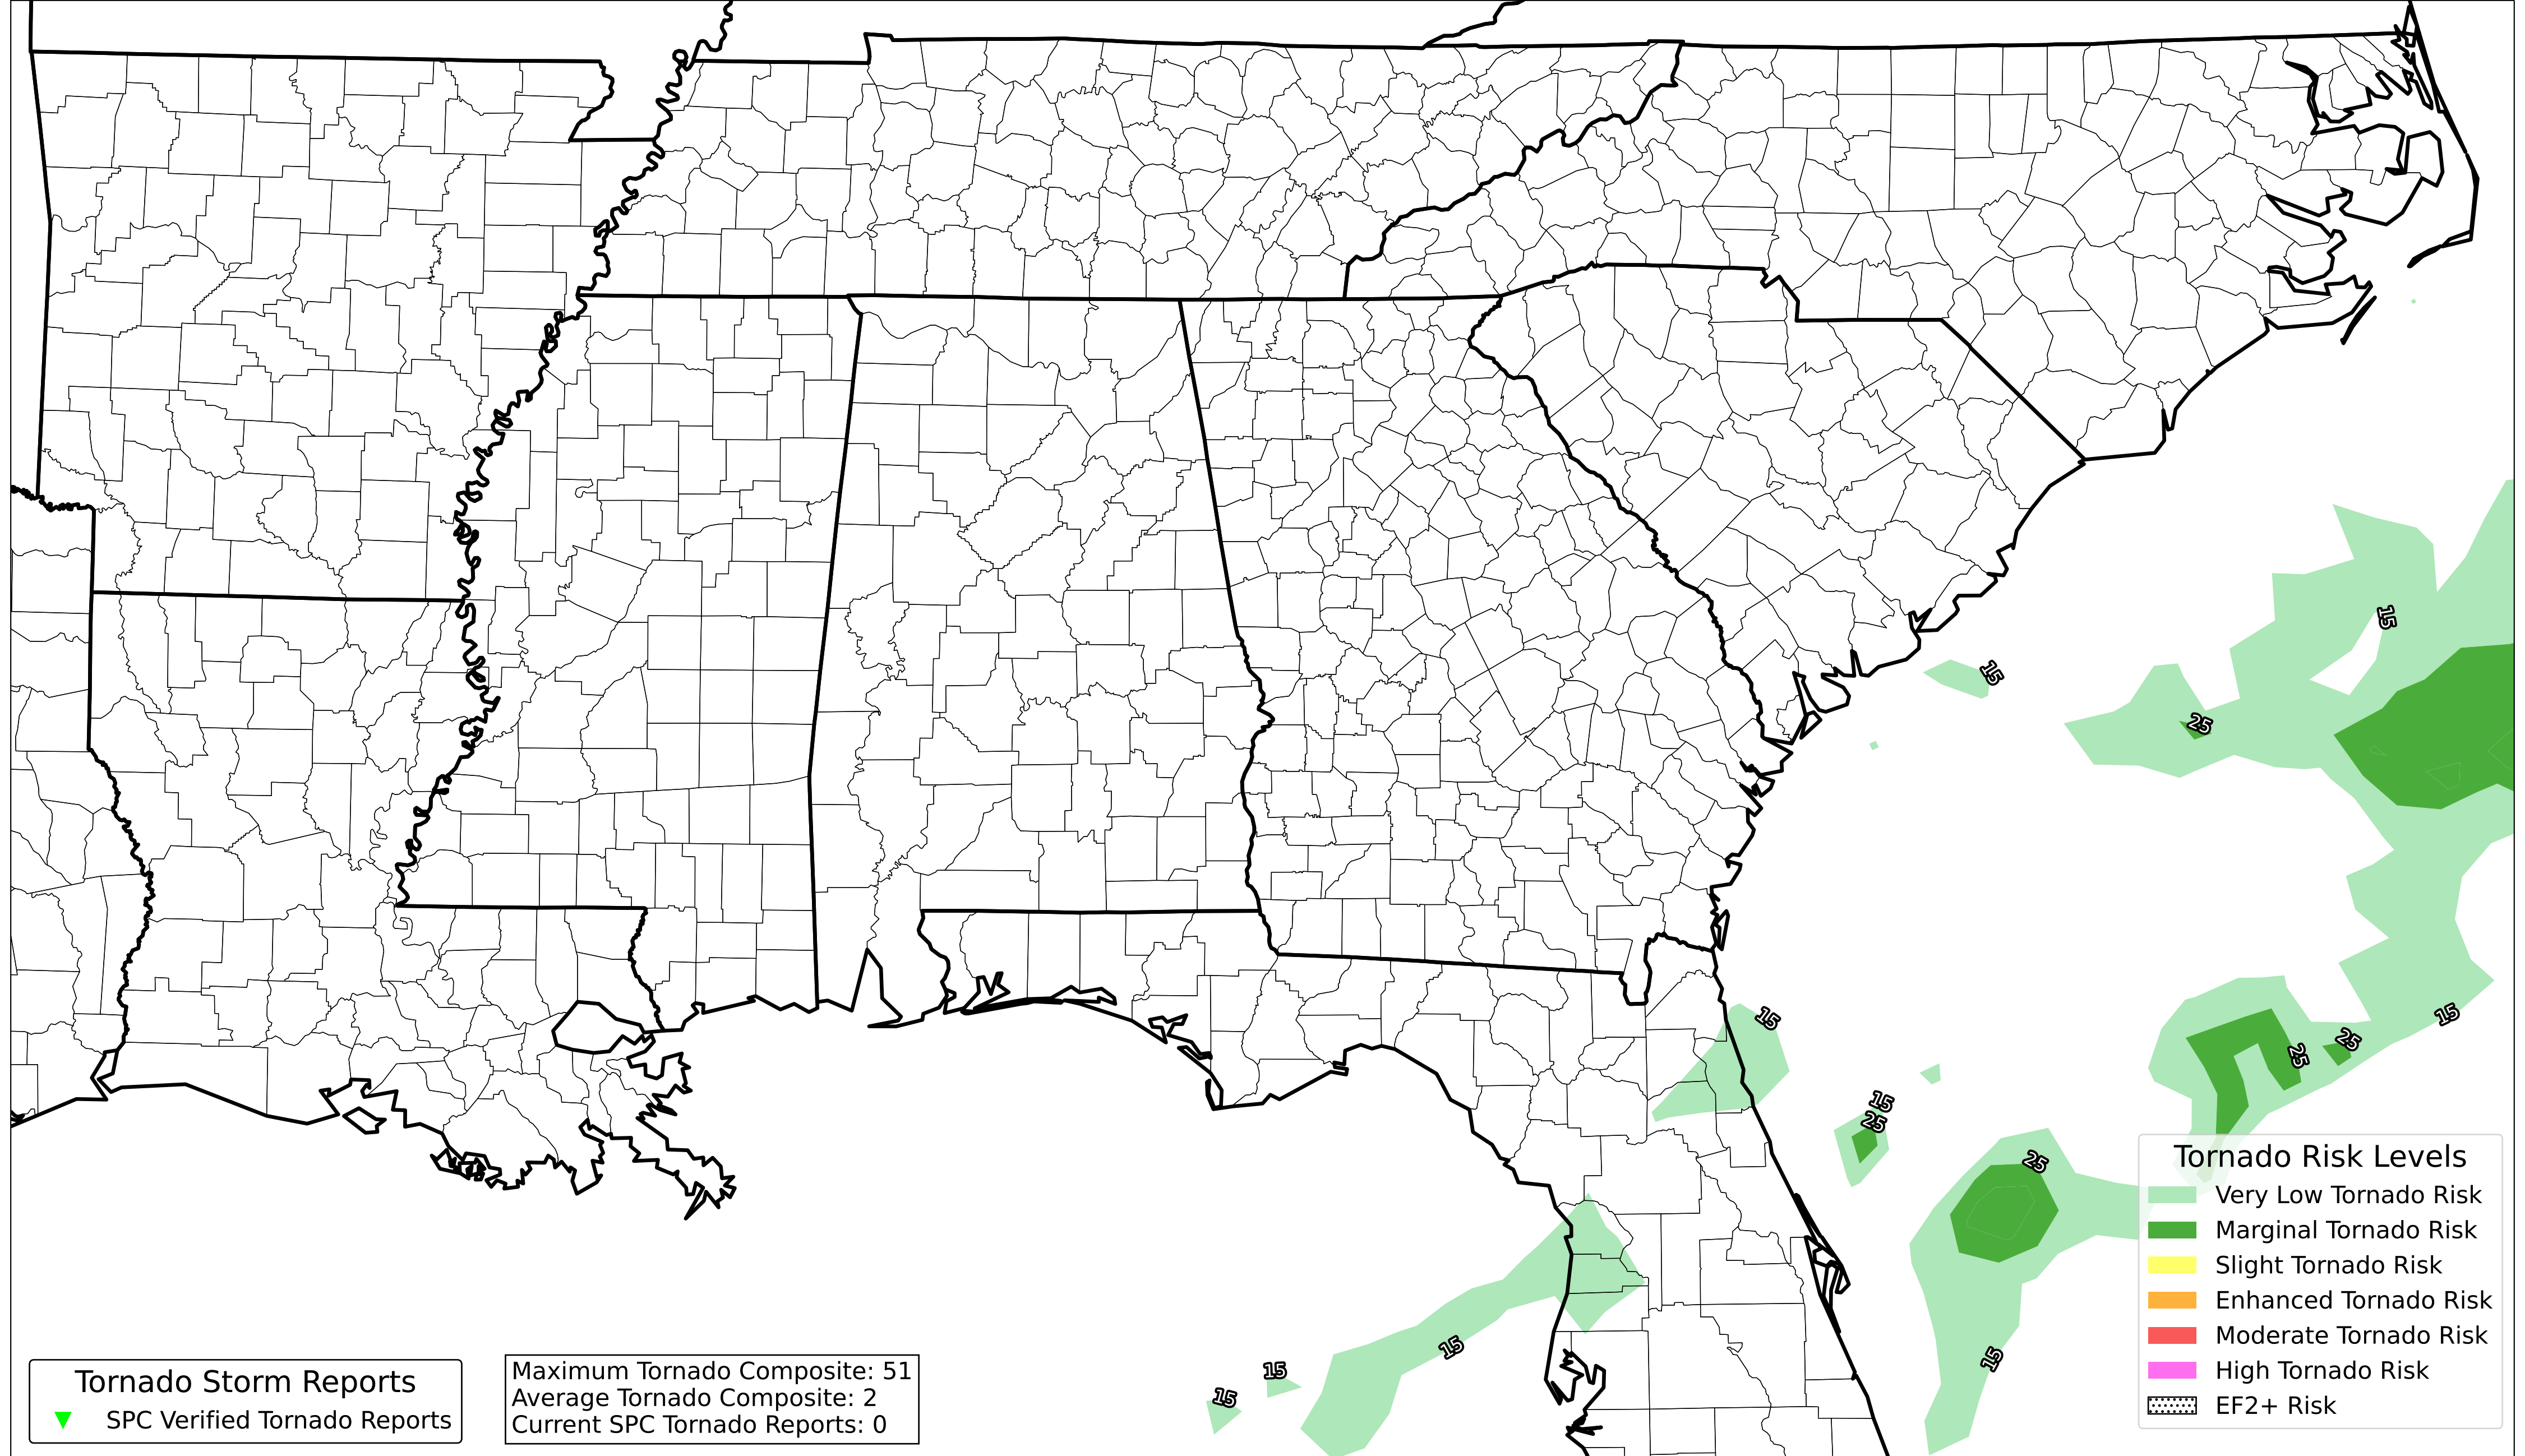 15
15
25
15
15
25
25
15
25
25
15
15
15
15
Tornado Risk Levels
Very Low Tornado Risk
Marginal Tornado Risk
Slight Tornado Risk
Enhanced Tornado Risk
Moderate Tornado Risk
High Tornado Risk
EF2+ Risk
Tornado Storm Reports
SPC Verified Tornado Reports
Maximum Tornado Composite: 51
Average Tornado Composite: 2
Current SPC Tornado Reports: 0